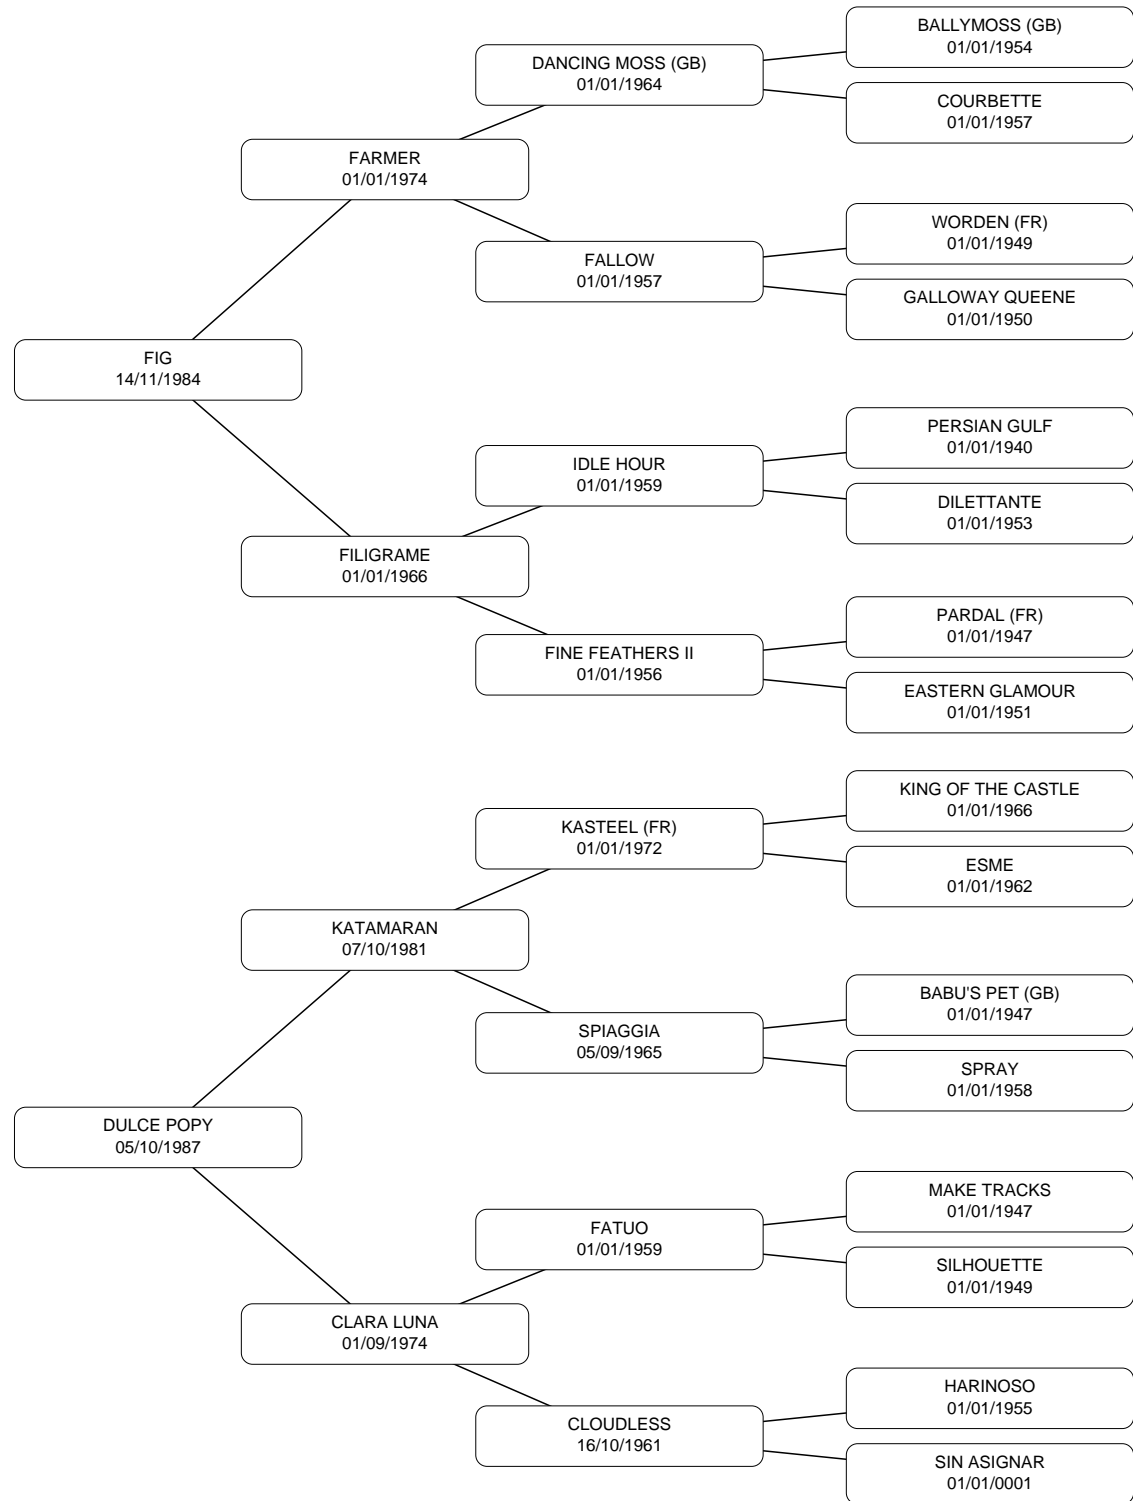 BALLYMOSS (GB)
01/01/1954
DANCING MOSS (GB)
01/01/1964
COURBETTE
01/01/1957
FARMER
01/01/1974
WORDEN (FR)
01/01/1949
FALLOW
01/01/1957
GALLOWAY QUEENE
01/01/1950
FIG
14/11/1984
PERSIAN GULF
01/01/1940
IDLE HOUR
01/01/1959
DILETTANTE
01/01/1953
FILIGRAME
01/01/1966
PARDAL (FR)
01/01/1947
FINE FEATHERS II
01/01/1956
EASTERN GLAMOUR
01/01/1951
KING OF THE CASTLE
01/01/1966
KASTEEL (FR)
01/01/1972
ESME
01/01/1962
KATAMARAN
07/10/1981
BABU'S PET (GB)
01/01/1947
SPIAGGIA
05/09/1965
SPRAY
01/01/1958
DULCE POPY
05/10/1987
MAKE TRACKS
01/01/1947
FATUO
01/01/1959
SILHOUETTE
01/01/1949
CLARA LUNA
01/09/1974
HARINOSO
01/01/1955
CLOUDLESS
16/10/1961
SIN ASIGNAR
01/01/0001